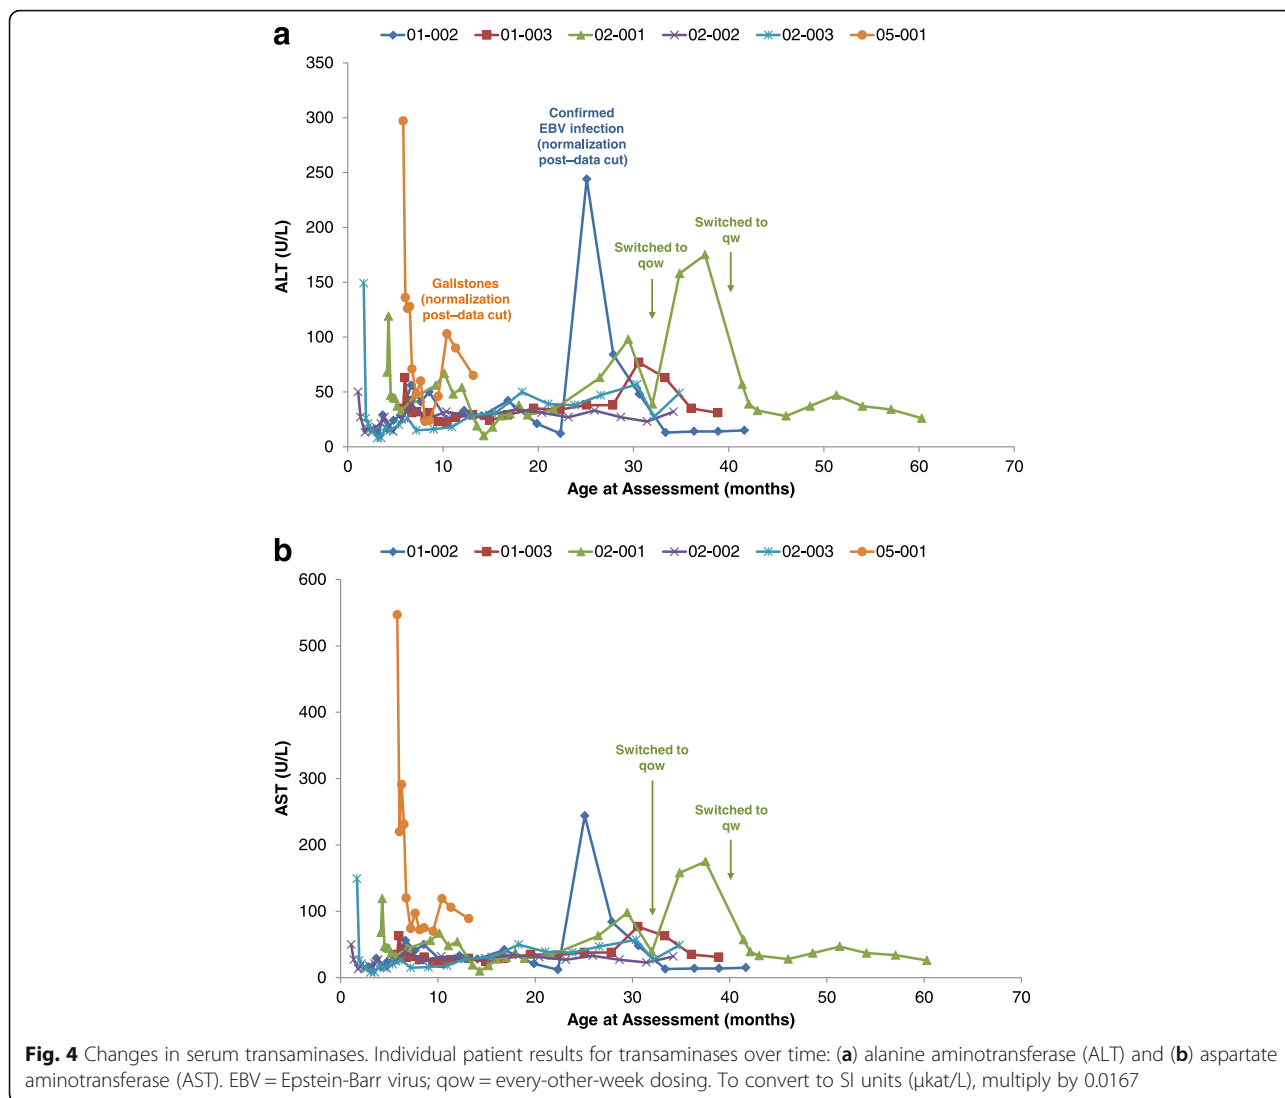 a
01-002 01-003 02-001 02-002 02-003 05-001
350
300
250
200
150
100
50
0
ALT (U/L)
Confirmed
EBV infection
(normalization
post–data cut)
Switched to
qow
Switched to
qw
Gallstones
(normalization
post–data cut)
0 10 20 30 40 50 60 70
Age at Assessment (months)
b
01-002 01-003 02-001 02-002 02-003 05-001
600
500
400
300
200
100
0
AST (U/L)
Switched to
qow
Switched to
qw
0 10 20 30 40 50 60 70
Age at Assessment (months)
Fig. 4 Changes in serum transaminases. Individual patient results for transaminases over time: (a) alanine aminotransferase (ALT) and (b) aspartate
aminotransferase (AST). EBV = Epstein-Barr virus; qow = every-other-week dosing. To convert to SI units (μkat/L), multiply by 0.0167